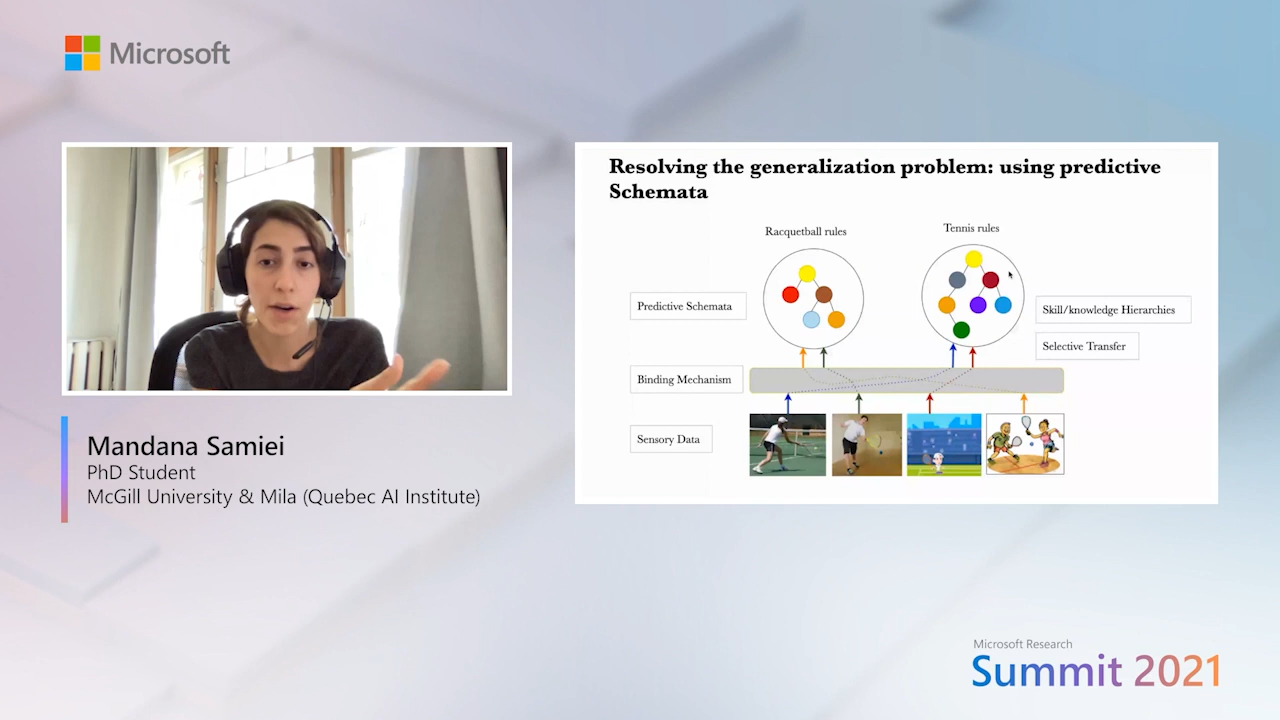 Microsoft
Mandana Samiei
PhD Student
McGill University & Mila (Quebec AI Institute)
Resolving the generalization problem: using predictive
Schemata
Racquetball rules
Tennis rules
Predictive Schemata
Skill/knowledge Hierarchies
Selective Transfer
Binding Mechanism
Sensory Data
Microsoft Research
Summit 2021